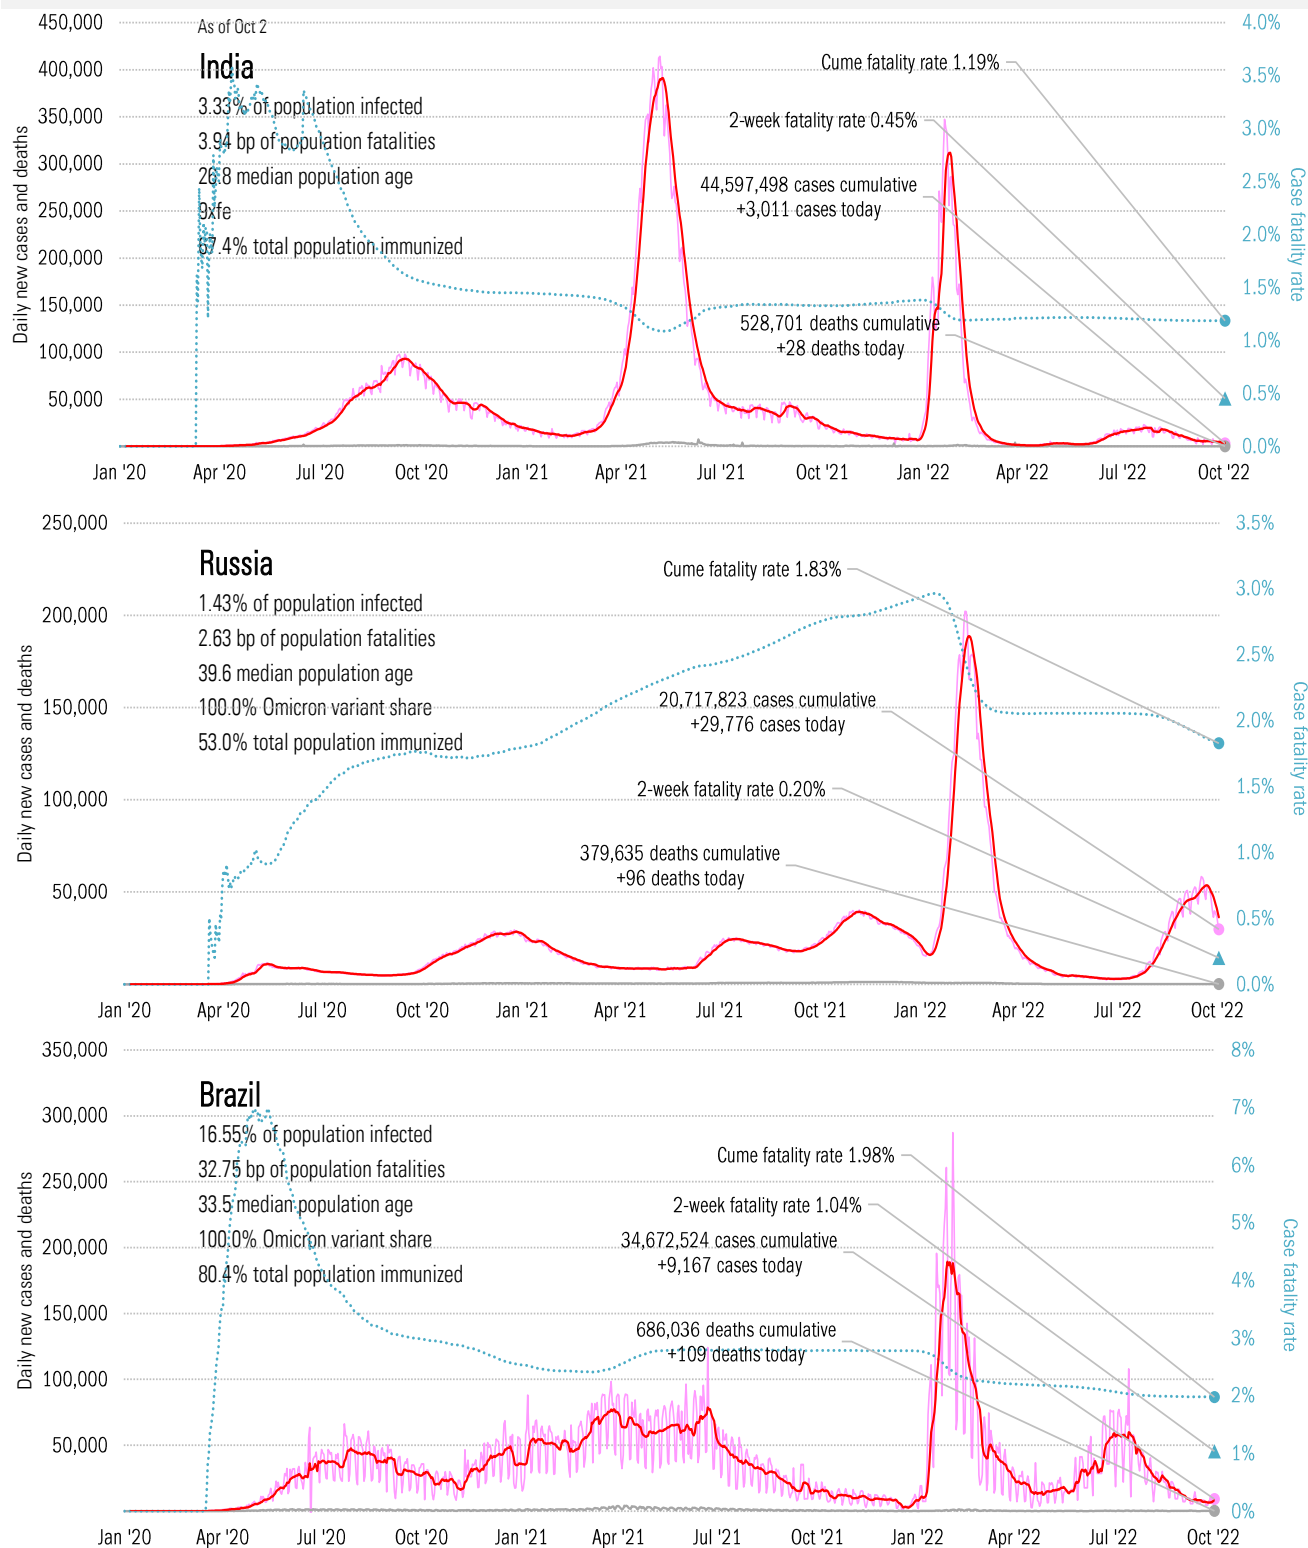 As of Oct 2
India
3.33% of population infected
3.94 bp of population fatalities
26.8 median population age
0xfe
67.4% total population immunized
Cume fatality rate 1.19%
2-week fatality rate 0.45%
44,597,498 cases cumulative
+3,011 cases today
528,701 deaths cumulative
+28 deaths today
Daily new cases and deaths
450,000
400,000
350,000
300,000
250,000
200,000
150,000
100,000
50,000
4.0%
3.5%
3.0%
2.5%
2.0%
1.5%
1.0%
0.5%
0.0%
Case fatality rate
Jan '20 Apr '20 Jul '20 Oct '20 Jan '21 Apr '21 Jul '21 Oct '21 Jan '22 Apr '22 Jul '22 Oct '22
Russia
1.43% of population infected
2.63 bp of population fatalities
39.6 median population age
100.0% Omicron variant share
53.0% total population immunized
Cume fatality rate 1.83%
20,717,823 cases cumulative
+29,776 cases today
2-week fatality rate 0.20%
379,635 deaths cumulative
+96 deaths today
Daily new cases and deaths
250,000
200,000
150,000
100,000
50,000
3.5%
3.0%
2.5%
2.0%
1.5%
1.0%
0.5%
0.0%
Case fatality rate
Jan '20 Apr '20 Jul '20 Oct '20 Jan '21 Apr '21 Jul '21 Oct '21 Jan '22 Apr '22 Jul '22 Oct '22
Brazil
16.55% of population infected
32.75 bp of population fatalities
33.5 median population age
100.0% Omicron variant share
80.4% total population immunized
Cume fatality rate 1.98%
2-week fatality rate 1.04%
34,672,524 cases cumulative
+9,167 cases today
686,036 deaths cumulative
+109 deaths today
Daily new cases and deaths
350,000
300,000
250,000
200,000
150,000
100,000
50,000
8%
7%
6%
5%
4%
3%
2%
1%
0%
Case fatality rate
Jan '20 Apr '20 Jul '20 Oct '20 Jan '21 Apr '21 Jul '21 Oct '21 Jan '22 Apr '22 Jul '22 Oct '22